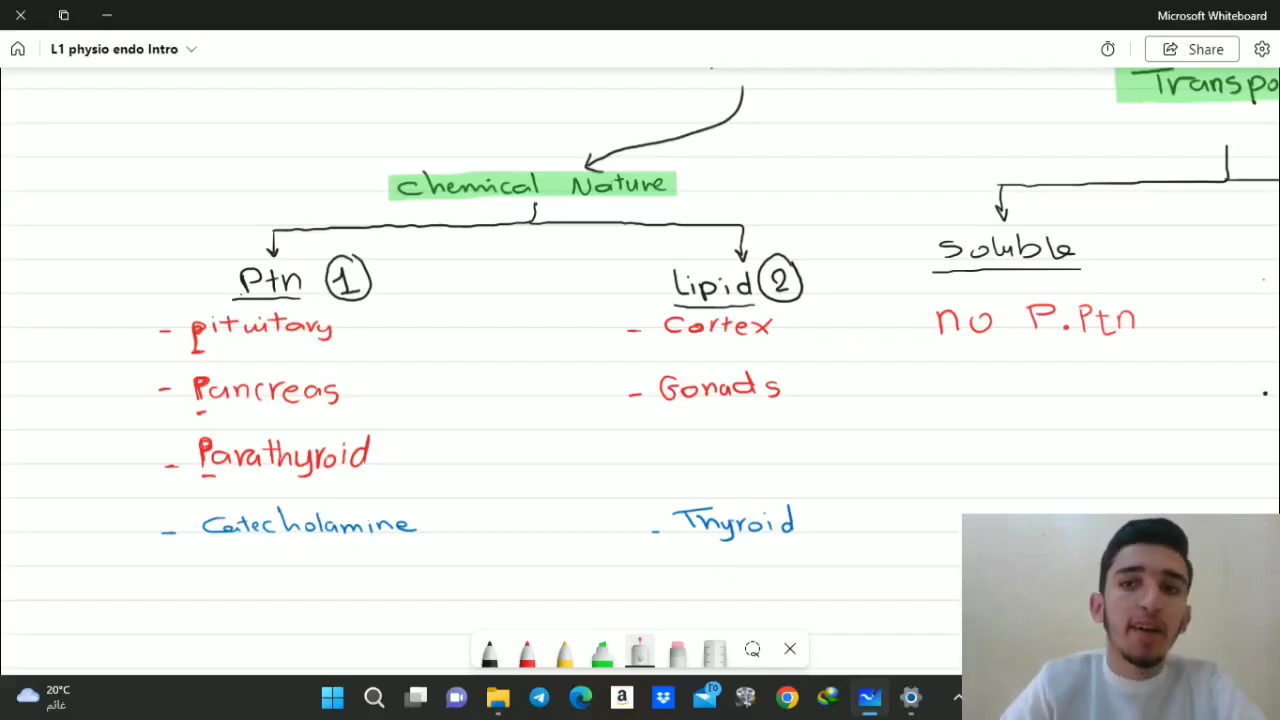 Microsoft Whiteboard
L1 physio endo Intro
Share
Transpo
Chemical Nature
Ptn 1
Lipid 2
Soluble
- pituitary
- Cortex
no P.Ptn
- Pancreas
- Gonads
- Parathyroid
- Catecholamine
- Thyroid
20°C
غائم